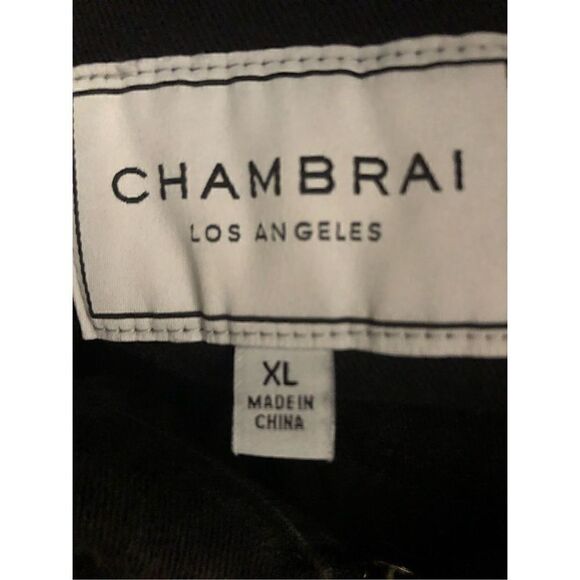 CHAMBRAI
LOS ANGELES
XL
MADE IN
CHINA